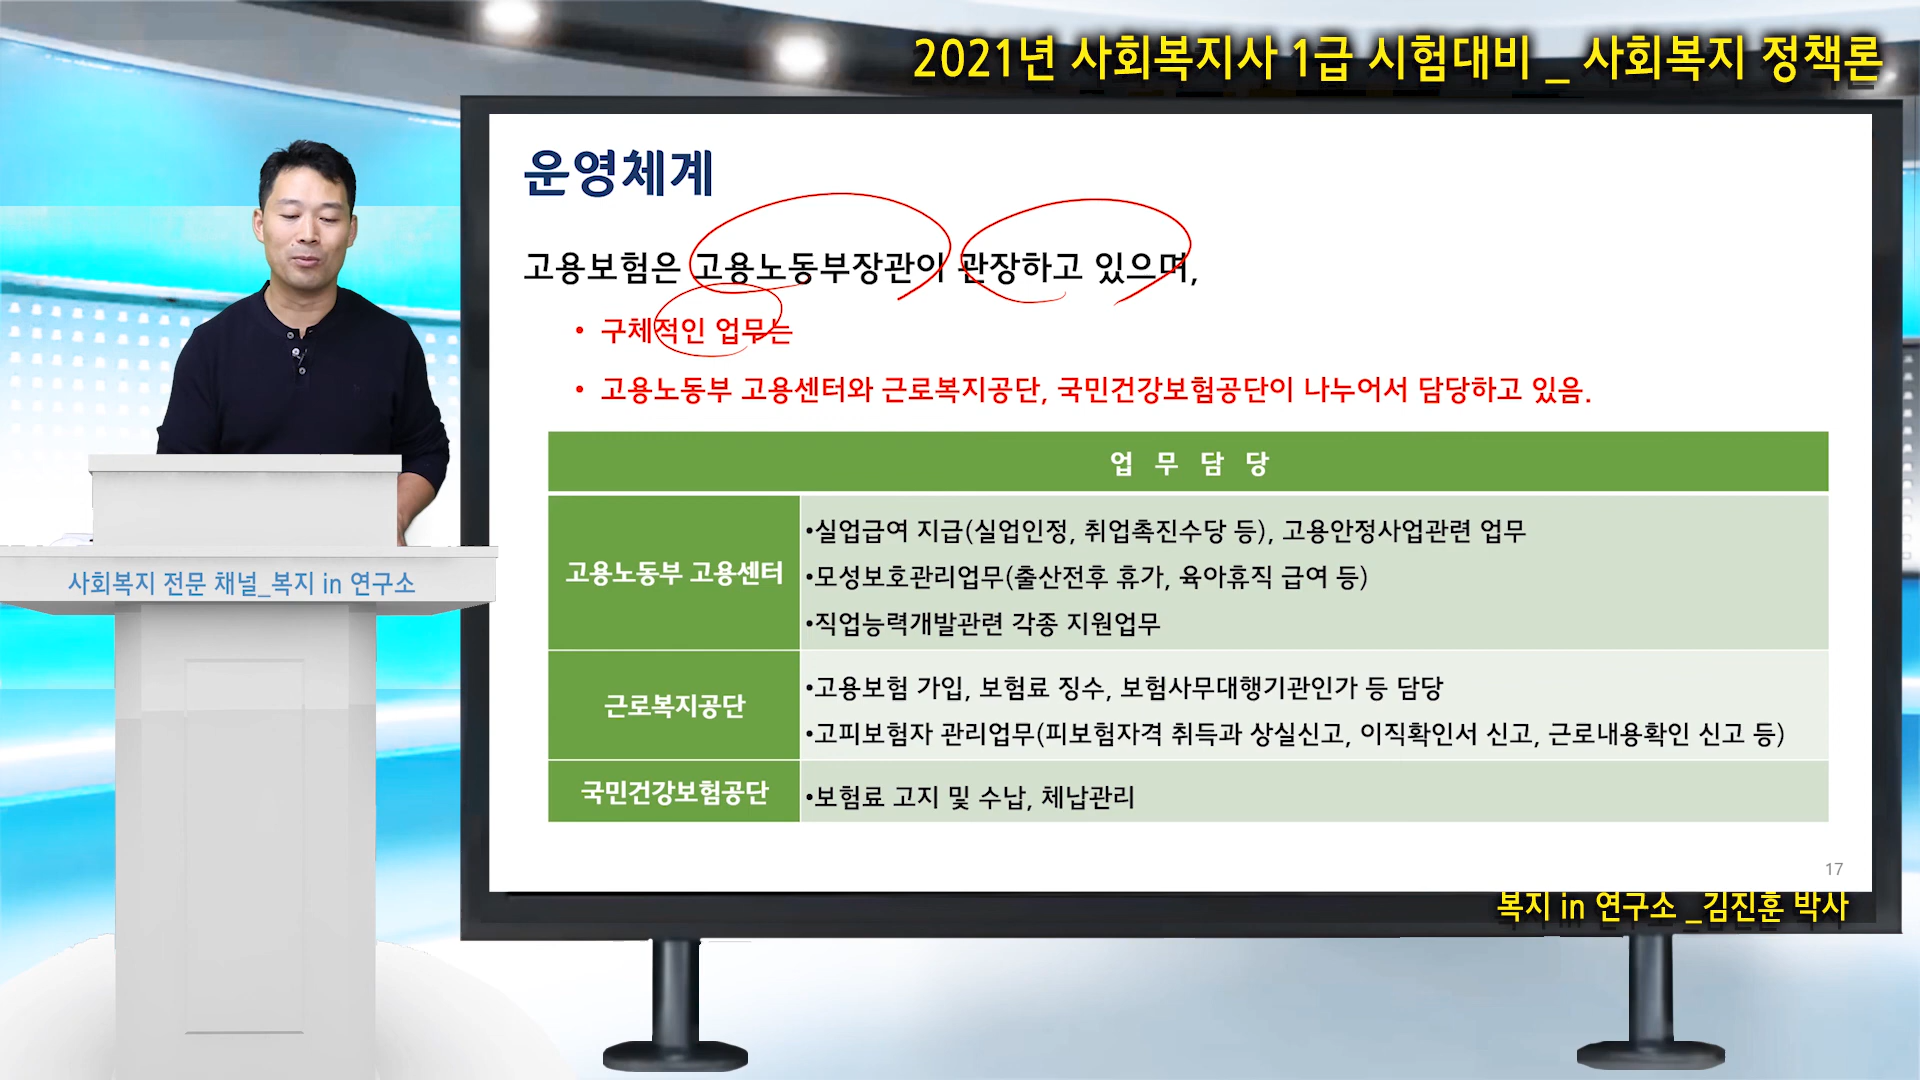 2021년 사회복지사 1급 시험대비 _ 사회복지 정책론
운영체계
고용보험은 고용노동부장관이 관장하고 있으며,
• 구체적인 업무는
• 고용노동부 고용센터와 근로복지공단, 국민건강보험공단이 나누어서 담당하고 있음.
업 무 담 당
고용노동부 고용센터
•실업급여 지급(실업인정, 취업촉진수당 등), 고용안정사업관련 업무
•모성보호관리업무(출산전후 휴가, 육아휴직 급여 등)
•직업능력개발관련 각종 지원업무
근로복지공단
•고용보험 가입, 보험료 징수, 보험사무대행기관인가 등 담당
•고피보험자 관리업무(피보험자격 취득과 상실신고, 이직확인서 신고, 근로내용확인 신고 등)
국민건강보험공단
•보험료 고지 및 수납, 체납관리
17
복지 in 연구소 _김진훈 박사
사회복지 전문 채널_복지 in 연구소